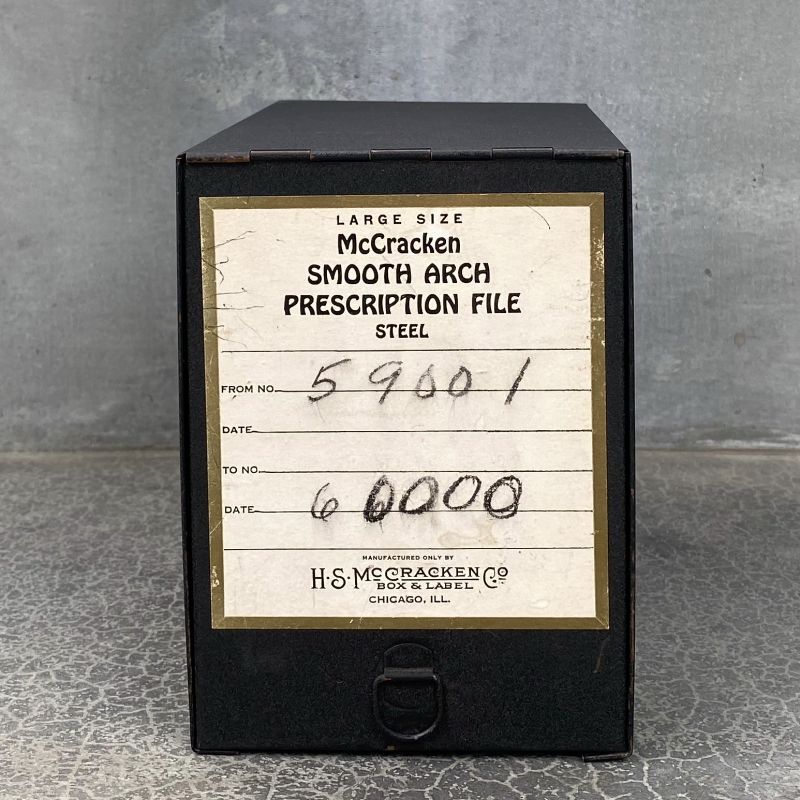 LARGE SIZE
McCracken
SMOOTH ARCH
PRESCRIPTION FILE
STEEL
FROM NO. 59001
DATE
TO NO.
DATE 60000
MANUFACTURED ONLY BY
H·S·McCRACKEN Co
BOX & LABEL
CHICAGO, ILL.